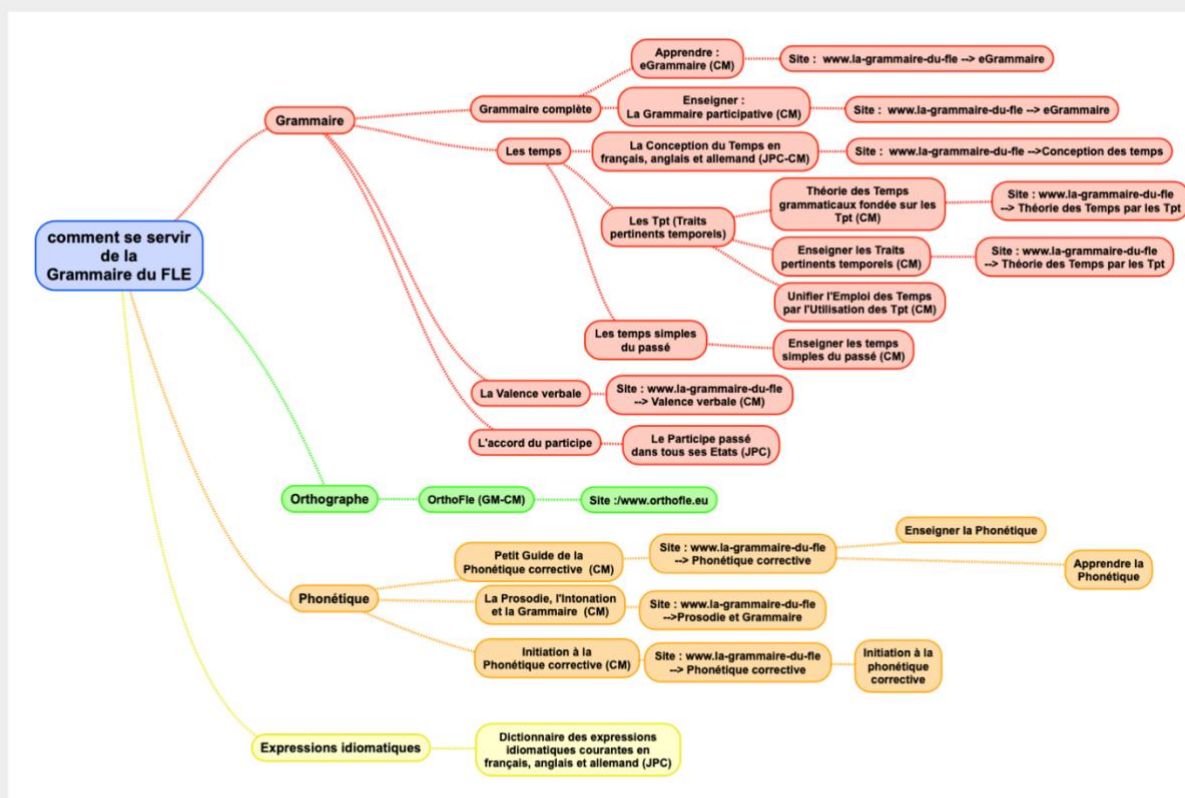 comment se servir
de la
Grammaire du FLE
Grammaire
Grammaire complète
Apprendre :
eGrammaire (CM)
Site :  www.la-grammaire-du-fle --> eGrammaire
Enseigner :
La Grammaire participative (CM)
Site :  www.la-grammaire-du-fle --> eGrammaire
Les temps
La Conception du Temps en
français, anglais et allemand (JPC-CM)
Site :  www.la-grammaire-du-fle -->Conception des temps
Les Tpt (Traits
pertinents temporels)
Théorie des Temps
grammaticaux fondée sur les
Tpt (CM)
Site : www.la-grammaire-du-fle
--> Théorie des Temps par les Tpt
Enseigner les Traits
pertinents temporels (CM)
Site : www.la-grammaire-du-fle
--> Théorie des Temps par les Tpt
Unifier l'Emploi des Temps
par l'Utilisation des Tpt (CM)
Les temps simples
du passé
Enseigner les temps
simples du passé (CM)
La Valence verbale
Site : www.la-grammaire-du-fle
--> Valence verbale (CM)
L'accord du participe
Le Participe passé
dans tous ses Etats (JPC)
Orthographe
OrthoFle (GM-CM)
Site :/www.orthofle.eu
Phonétique
Petit Guide de la
Phonétique corrective  (CM)
Site : www.la-grammaire-du-fle
--> Phonétique corrective
Enseigner la Phonétique
Apprendre la
Phonétique
La Prosodie, l'Intonation
et la Grammaire  (CM)
Site : www.la-grammaire-du-fle
-->Prosodie et Grammaire
Initiation à la
Phonétique corrective (CM)
Site : www.la-grammaire-du-fle
--> Phonétique corrective
Initiation à la
phonétique
corrective
Expressions idiomatiques
Dictionnaire des expressions
idiomatiques courantes en
français, anglais et allemand (JPC)